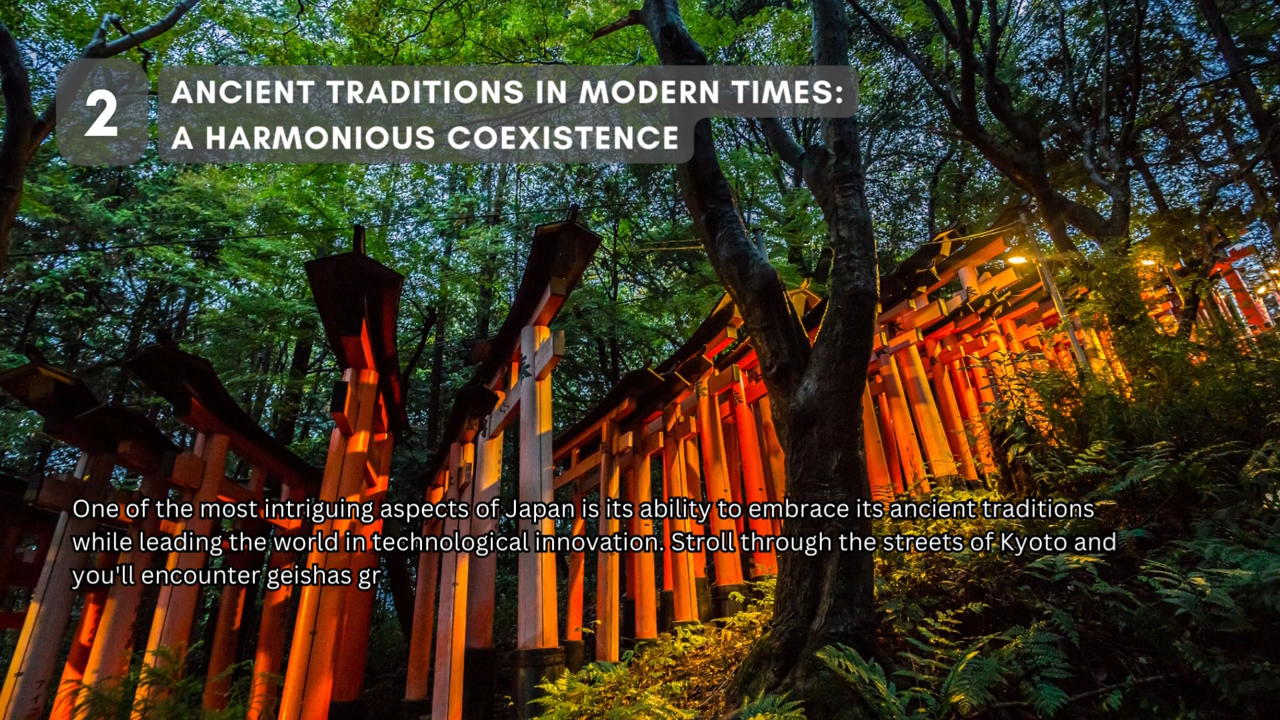 2
ANCIENT TRADITIONS IN MODERN TIMES:
A HARMONIOUS COEXISTENCE
One of the most intriguing aspects of Japan is its ability to embrace its ancient traditions
while leading the world in technological innovation. Stroll through the streets of Kyoto and
you'll encounter geishas gr